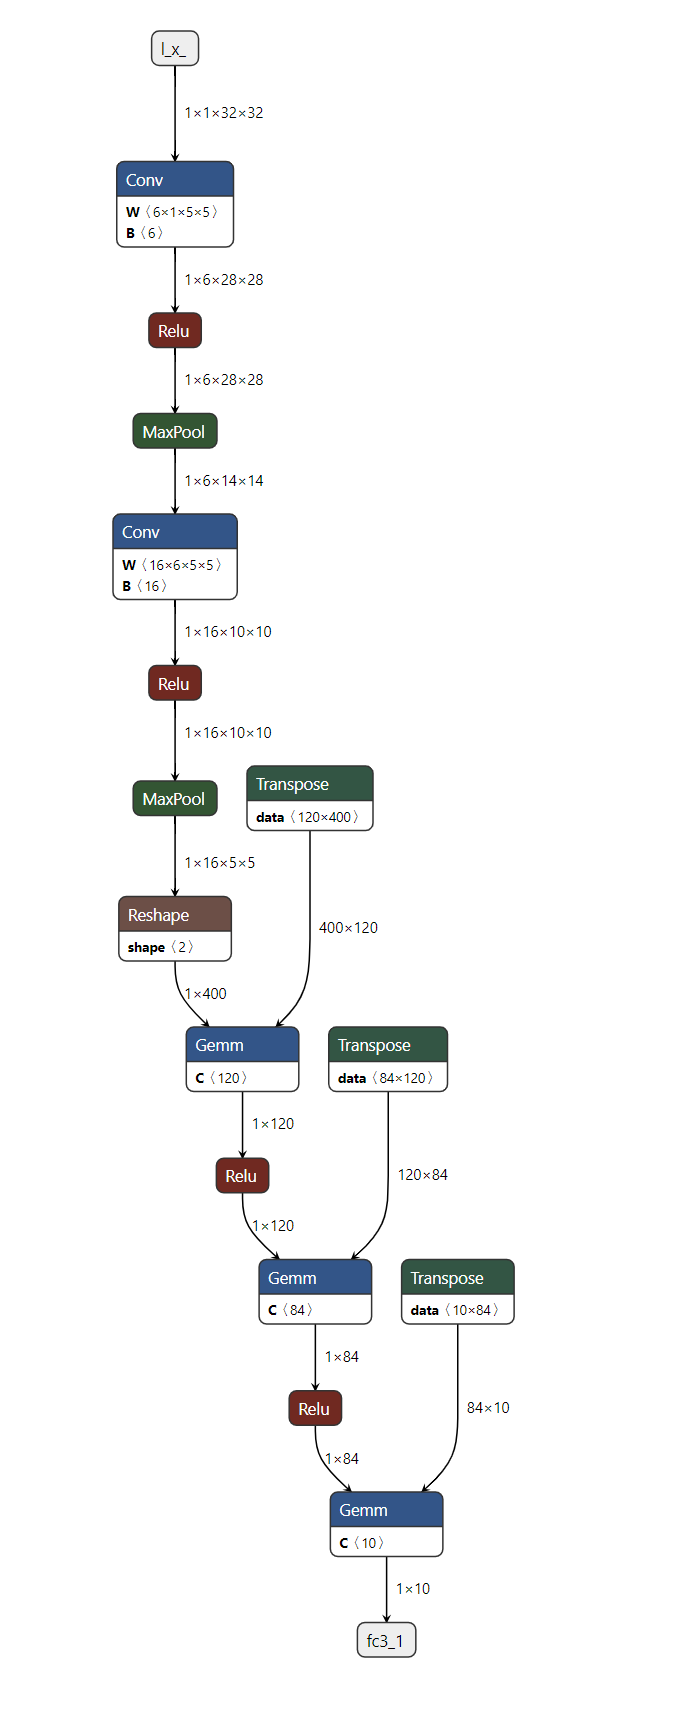 l_x_
1×1×32×32
Conv
W〈6×1×5×5〉
B〈6〉
1×6×28×28
Relu
1×6×28×28
MaxPool
1×6×14×14
Conv
W〈16×6×5×5〉
B〈16〉
1×16×10×10
Relu
1×16×10×10
Transpose
data〈120×400〉
MaxPool
1×16×5×5
Reshape
shape〈2〉
400×120
1×400
Gemm
C〈120〉
Transpose
data〈84×120〉
1×120
Relu
120×84
1×120
Gemm
C〈84〉
Transpose
data〈10×84〉
1×84
Relu
84×10
1×84
Gemm
C〈10〉
1×10
fc3_1